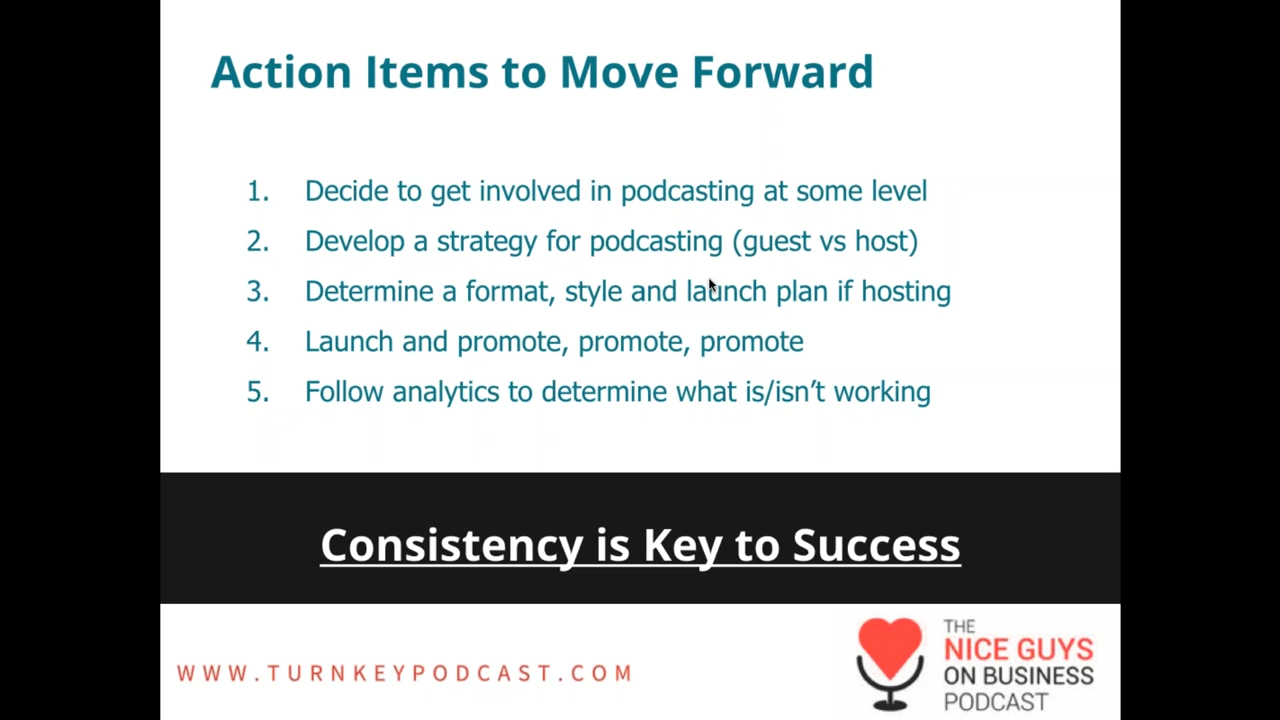 Action Items to Move Forward
1. Decide to get involved in podcasting at some level
2. Develop a strategy for podcasting (guest vs host)
3. Determine a format, style and launch plan if hosting
4. Launch and promote, promote, promote
5. Follow analytics to determine what is/isn’t working
Consistency is Key to Success
WWW.TURNKEYPODCAST.COM
THE
NICE GUYS
ON BUSINESS
PODCAST